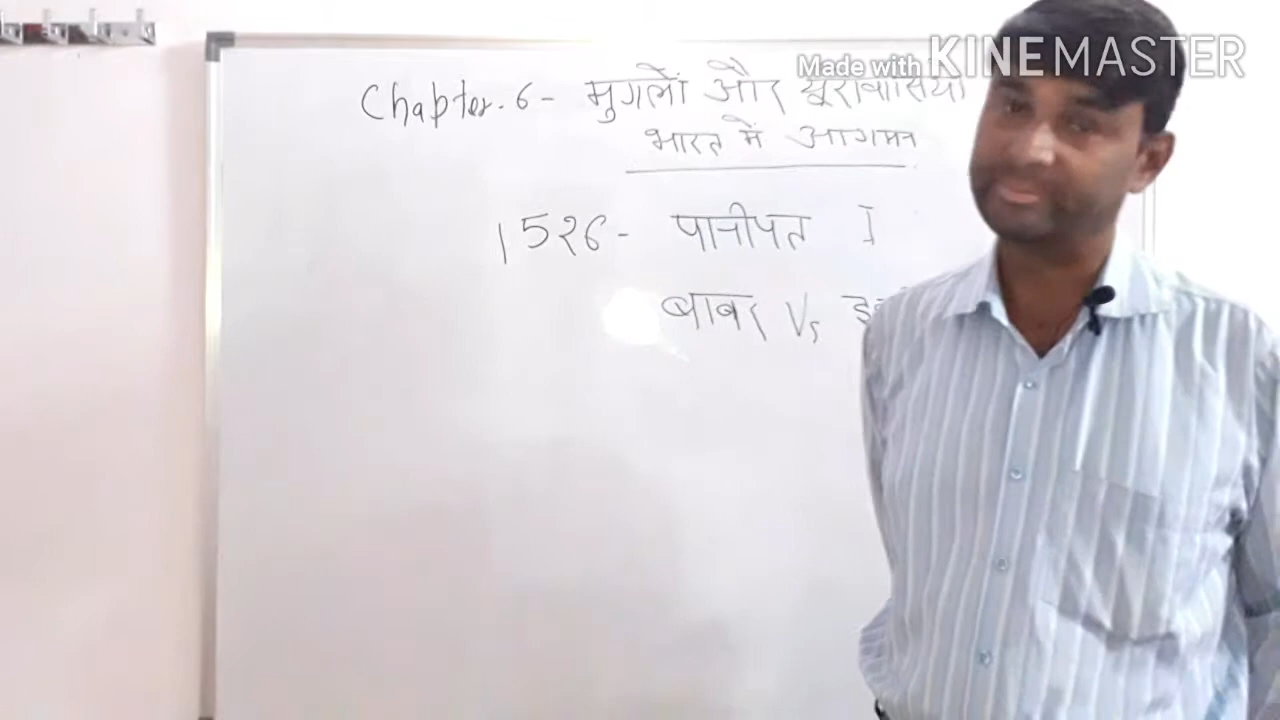 Made with KINEMASTER
Chapter. 6 - मुगलों और यूरोवासियों
भारत में आगमन
1526 - पानीपत I
बाबर Vs